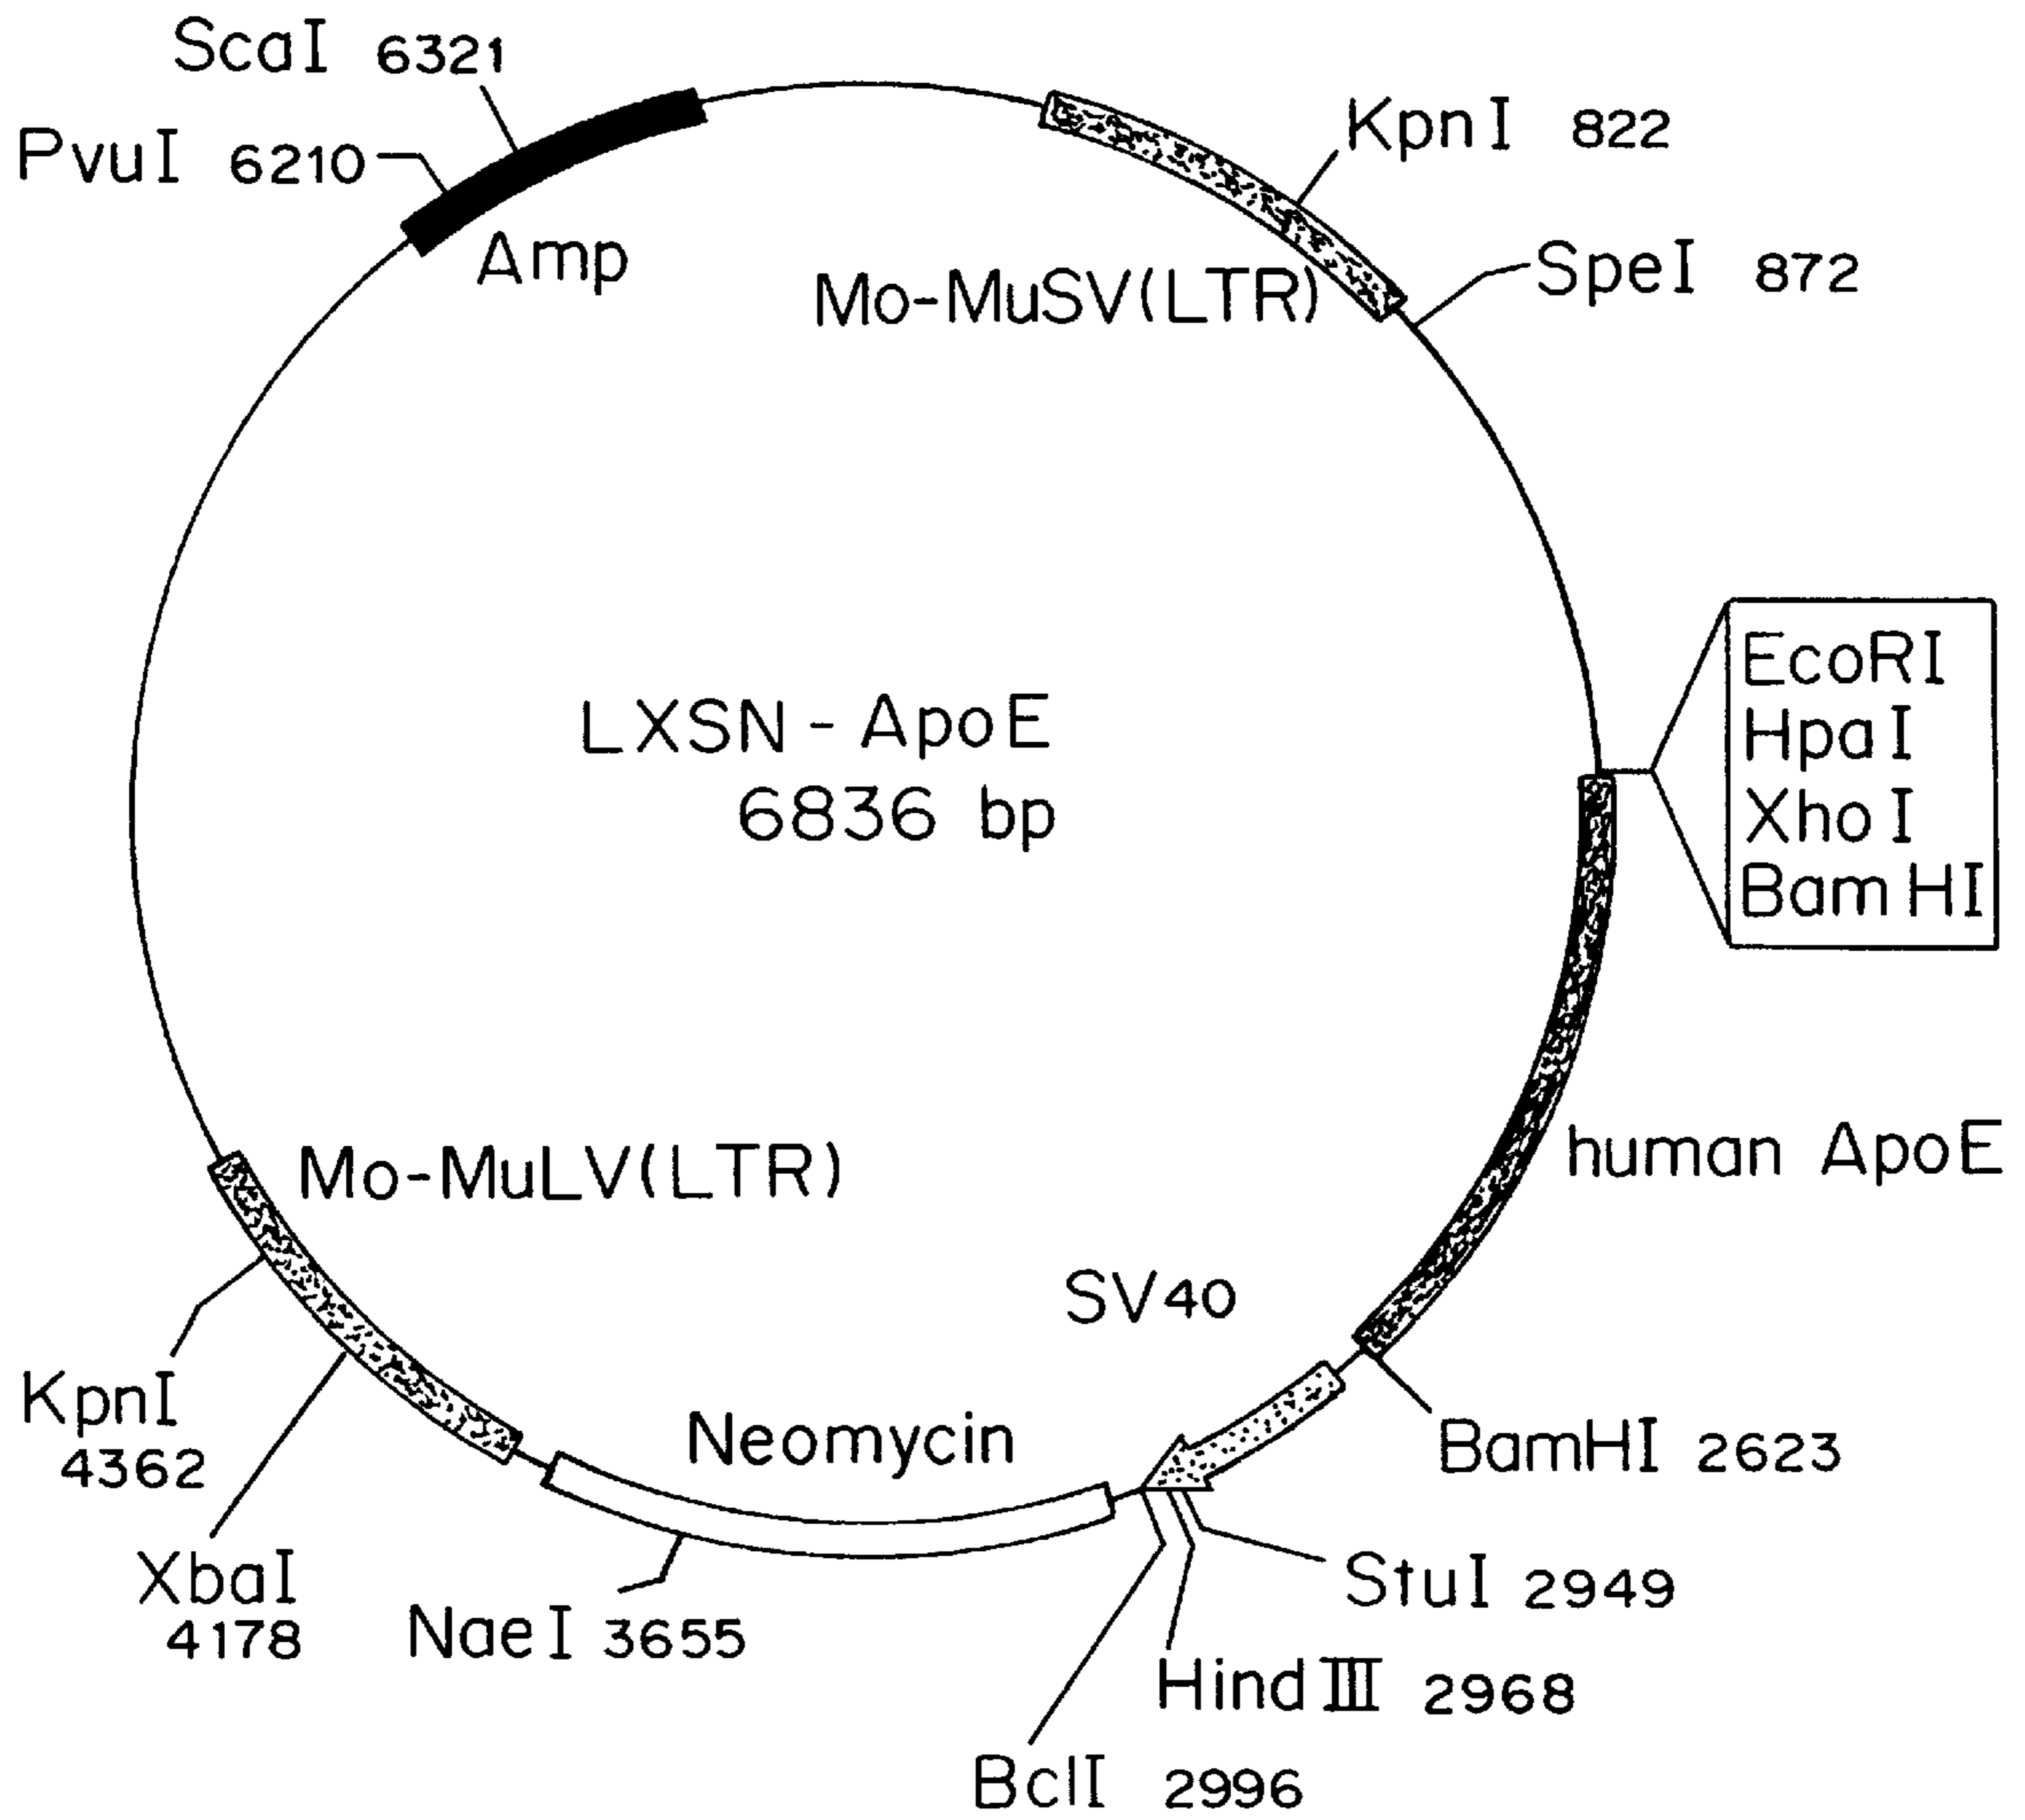 ScaI 6321
PvuI 6210
Amp
KpnI 822
Mo-MuSV(LTR)
SpeI 872
LXSN - ApoE
6836 bp
EcoRI
HpaI
XhoI
BamHI
human ApoE
Mo-MuLV(LTR)
SV40
KpnI
4362
Neomycin
BamHI 2623
XbaI
4178
NaeI 3655
StuI 2949
HindIII 2968
BclI 2996